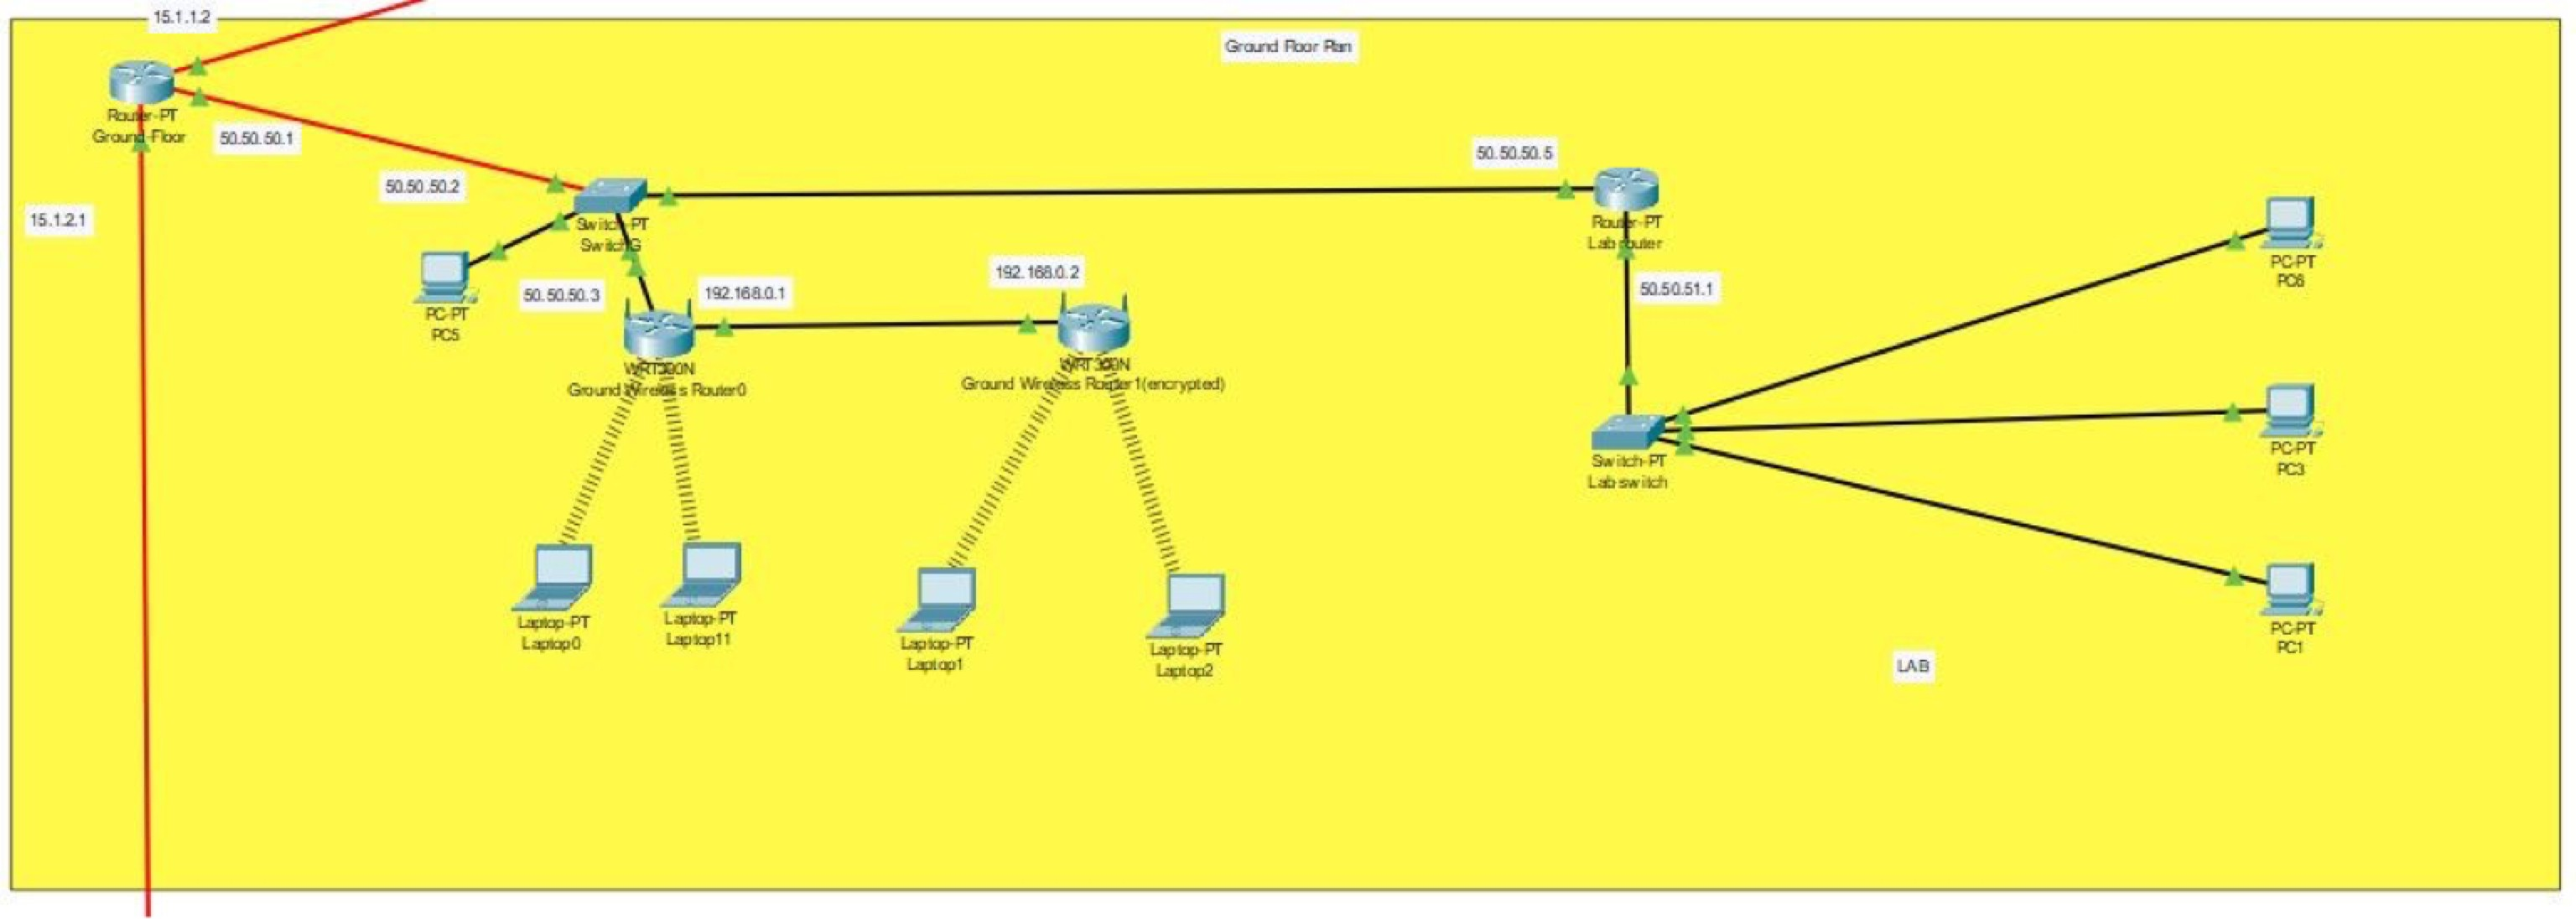 15.1.1.2
Ground Floor Plan
Router-PT
Ground-Floor
50.50.50.1
15.1.2.1
50.50.50.2
Switch-PT
SwitchG
50.50.50.5
Router-PT
Lab router
PC-PT
PC5
50.50.50.3
192.168.0.1
192.168.0.2
WRT300N
Ground Wireless Router0
WRT300N
Ground Wireless Router1(encrypted)
50.50.51.1
PC-PT
PC6
PC-PT
PC3
Switch-PT
Lab switch
Laptop-PT
Laptop0
Laptop-PT
Laptop11
Laptop-PT
Laptop1
Laptop-PT
Laptop2
PC-PT
PC1
LAB